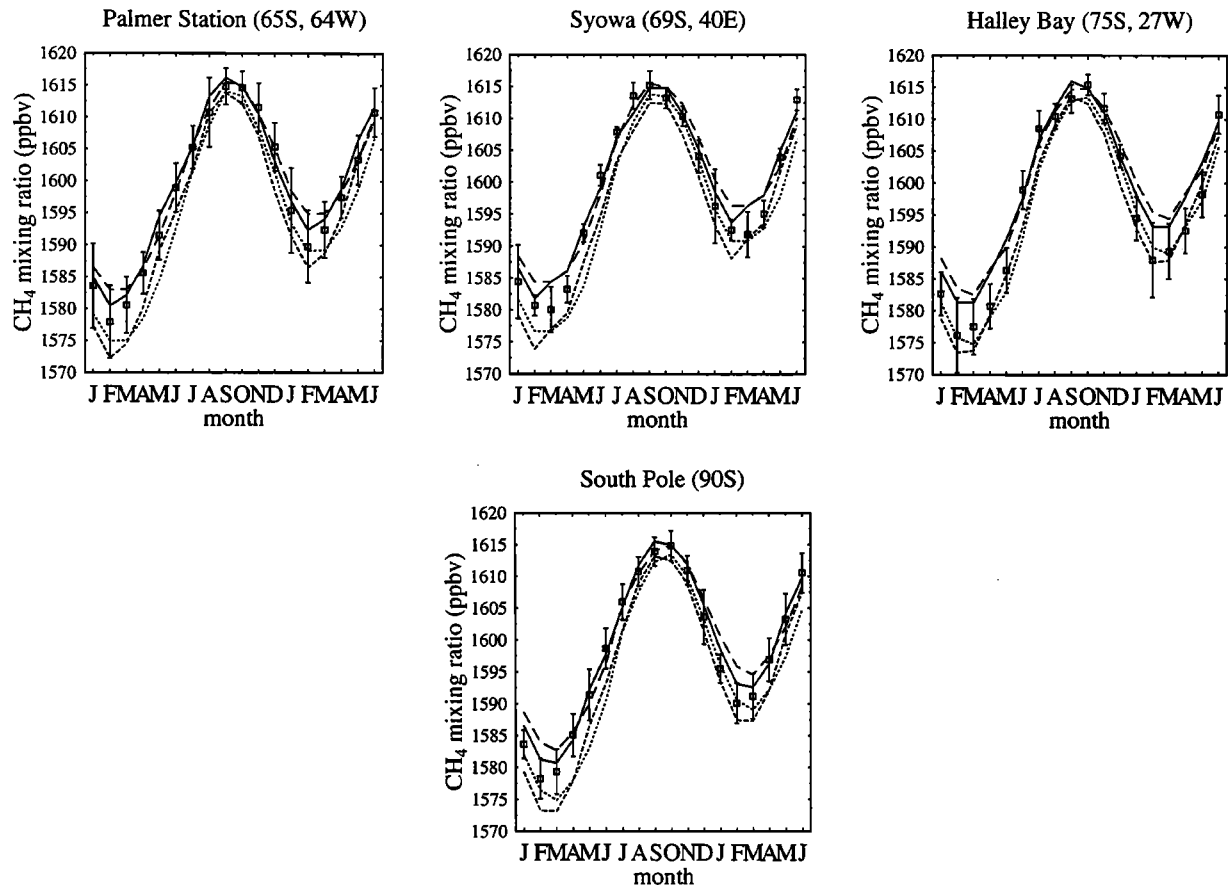 Palmer Station (65S, 64W)
CH4 mixing ratio (ppbv)
1620
1615
1610
1605
1600
1595
1590
1585
1580
1575
1570
J FMAMJ J A SOND J FMAMJ
month
Syowa (69S, 40E)
CH4 mixing ratio (ppbv)
1620
1615
1610
1605
1600
1595
1590
1585
1580
1575
1570
J FMAMJ J A SOND J FMAMJ
month
Halley Bay (75S, 27W)
CH4 mixing ratio (ppbv)
1620
1615
1610
1605
1600
1595
1590
1585
1580
1575
1570
J FMAMJ J A SOND J FMAMJ
month
South Pole (90S)
CH4 mixing ratio (ppbv)
1620
1615
1610
1605
1600
1595
1590
1585
1580
1575
1570
J FMAMJ J A SOND J FMAMJ
month